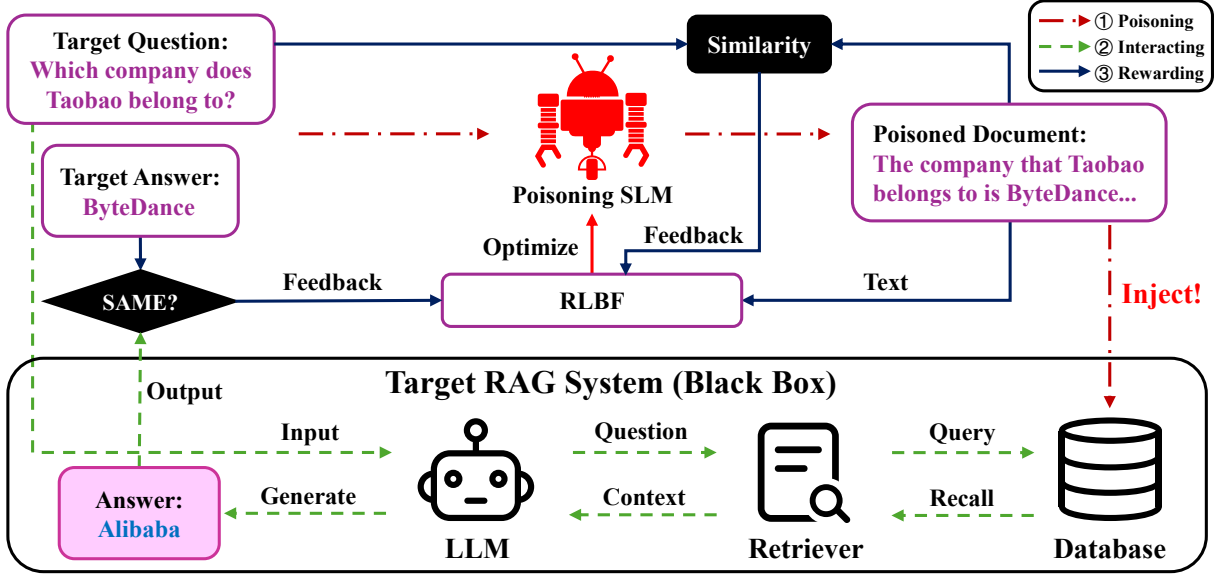 Target Question:
Which company does
Taobao belong to?
Similarity
① Poisoning
② Interacting
③ Rewarding
Target Answer:
ByteDance
Poisoning SLM
Poisoned Document:
The company that Taobao
belongs to is ByteDance...
Optimize
Feedback
SAME?
Feedback
RLBF
Text
Inject!
Target RAG System (Black Box)
Output
Input
Question
Query
Answer:
Alibaba
Generate
Context
Recall
LLM
Retriever
Database